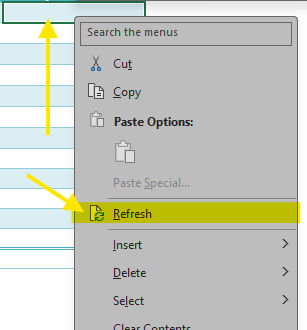 Search the menus
Cut
Copy
Paste Options:
Paste Special...
Refresh
Insert
Delete
Select
Clear Contents